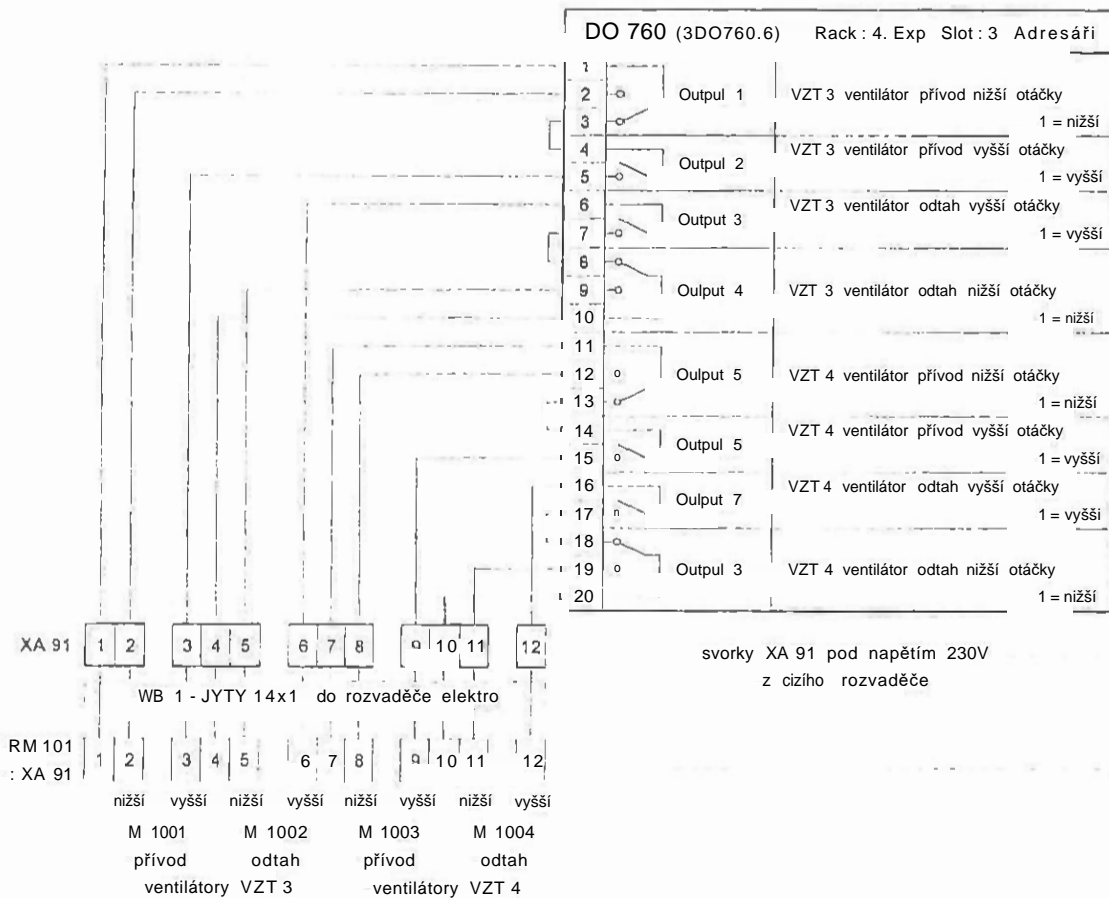 DO 760 (3DO760.6) Rack : 4. Exp Slot : 3 Adresáři
1
2 Outpul 1 VZT 3 ventilátor přívod nižší otáčky
3 1 = nižší
4 VZT 3 ventilátor přívod vyšší otáčky
Outpul 2
5 1 = vyšší
6 VZT 3 ventilátor odtah vyšší otáčky
Output 3
7 1 = vyšší
8
9 Oulput 4 VZT 3 ventilátor odtah nižší otáčky
10 1 = nižší
11
12 Oulput 5 VZT 4 ventilátor přívod nižší otáčky
13 1 = nižší
14 VZT 4 ventilátor přívod vyšší otáčky
Oulpul 5
15 1 = vyšší
16 VZT 4 ventilátor odtah vyšší otáčky
Output 7
17 1 = vyšši
18
19 Outpul 3 VZT 4 ventilátor odtah nižší otáčky
20 1 = nižší
XA 91 1 2 3 4 5 6 7 8 9 10 11 12
svorky XA 91 pod napětím 230V
z cizího rozvaděče
WB 1 - JYTY 14x1 do rozvaděče elektro
RM 101
: XA 91 1 2 3 4 5 6 7 8 9 10 11 12
nižší vyšší nižší vyšší nižší vyšší nižší vyšší
M 1001 M 1002 M 1003 M 1004
přívod odtah přívod odtah
ventilátory VZT 3 ventilátory VZT 4